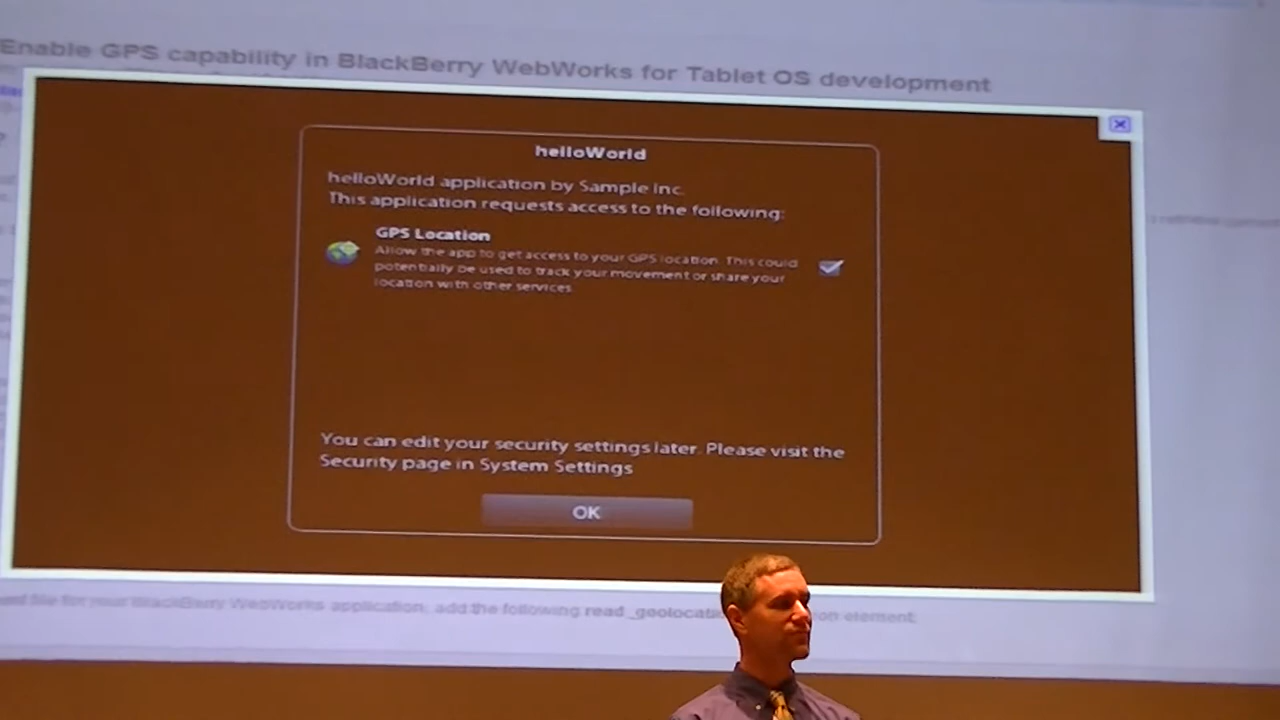 Enable GPS capability in BlackBerry WebWorks for Tablet OS development
helloWorld
helloWorld application by Sample Inc.
This application requests access to the following:
GPS Location
Allow the app to get access to your GPS location. This could
potentially be used to track your movement or share your
location with other services.
You can edit your security settings later. Please visit the
Security page in System Settings
OK
file for your BlackBerry WebWorks application, add the following read_geolocati on element: